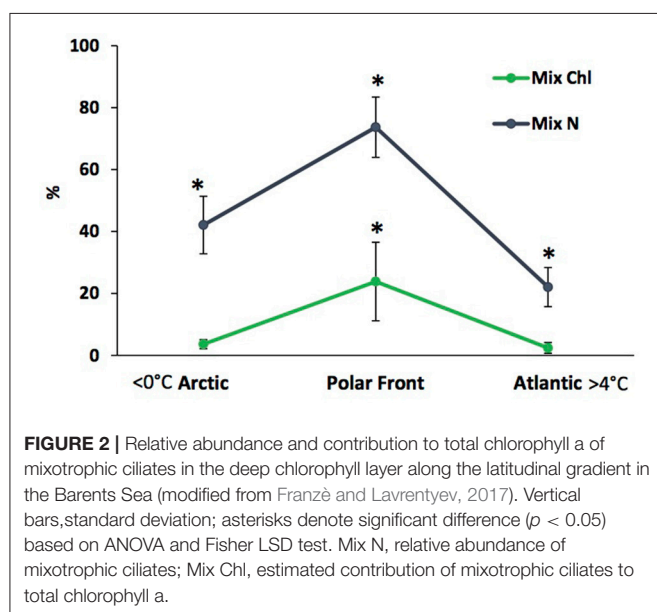 100
80
60
40
20
0
%
Mix Chl
Mix N
*
*
*
*
<0°C Arctic
Polar Front
Atlantic >4°C
FIGURE 2 | Relative abundance and contribution to total chlorophyll a of
mixotrophic ciliates in the deep chlorophyll layer along the latitudinal gradient in
the Barents Sea (modified from Franzè and Lavrentyev, 2017). Vertical
bars,standard deviation; asterisks denote significant difference (p < 0.05)
based on ANOVA and Fisher LSD test. Mix N, relative abundance of
mixotrophic ciliates; Mix Chl, estimated contribution of mixotrophic ciliates to
total chlorophyll a.